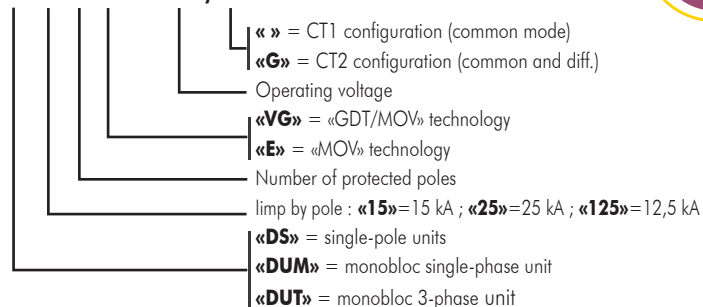 « » = CT1 configuration (common mode)
«G» = CT2 configuration (common and diff.)
Operating voltage
«VG» = «GDT/MOV» technology
«E» = «MOV» technology
Number of protected poles
Iimp by pole : «15»=15 kA ; «25»=25 kA ; «125»=12,5 kA
«DS» = single-pole units
«DUM» = monobloc single-phase unit
«DUT» = monobloc 3-phase unit